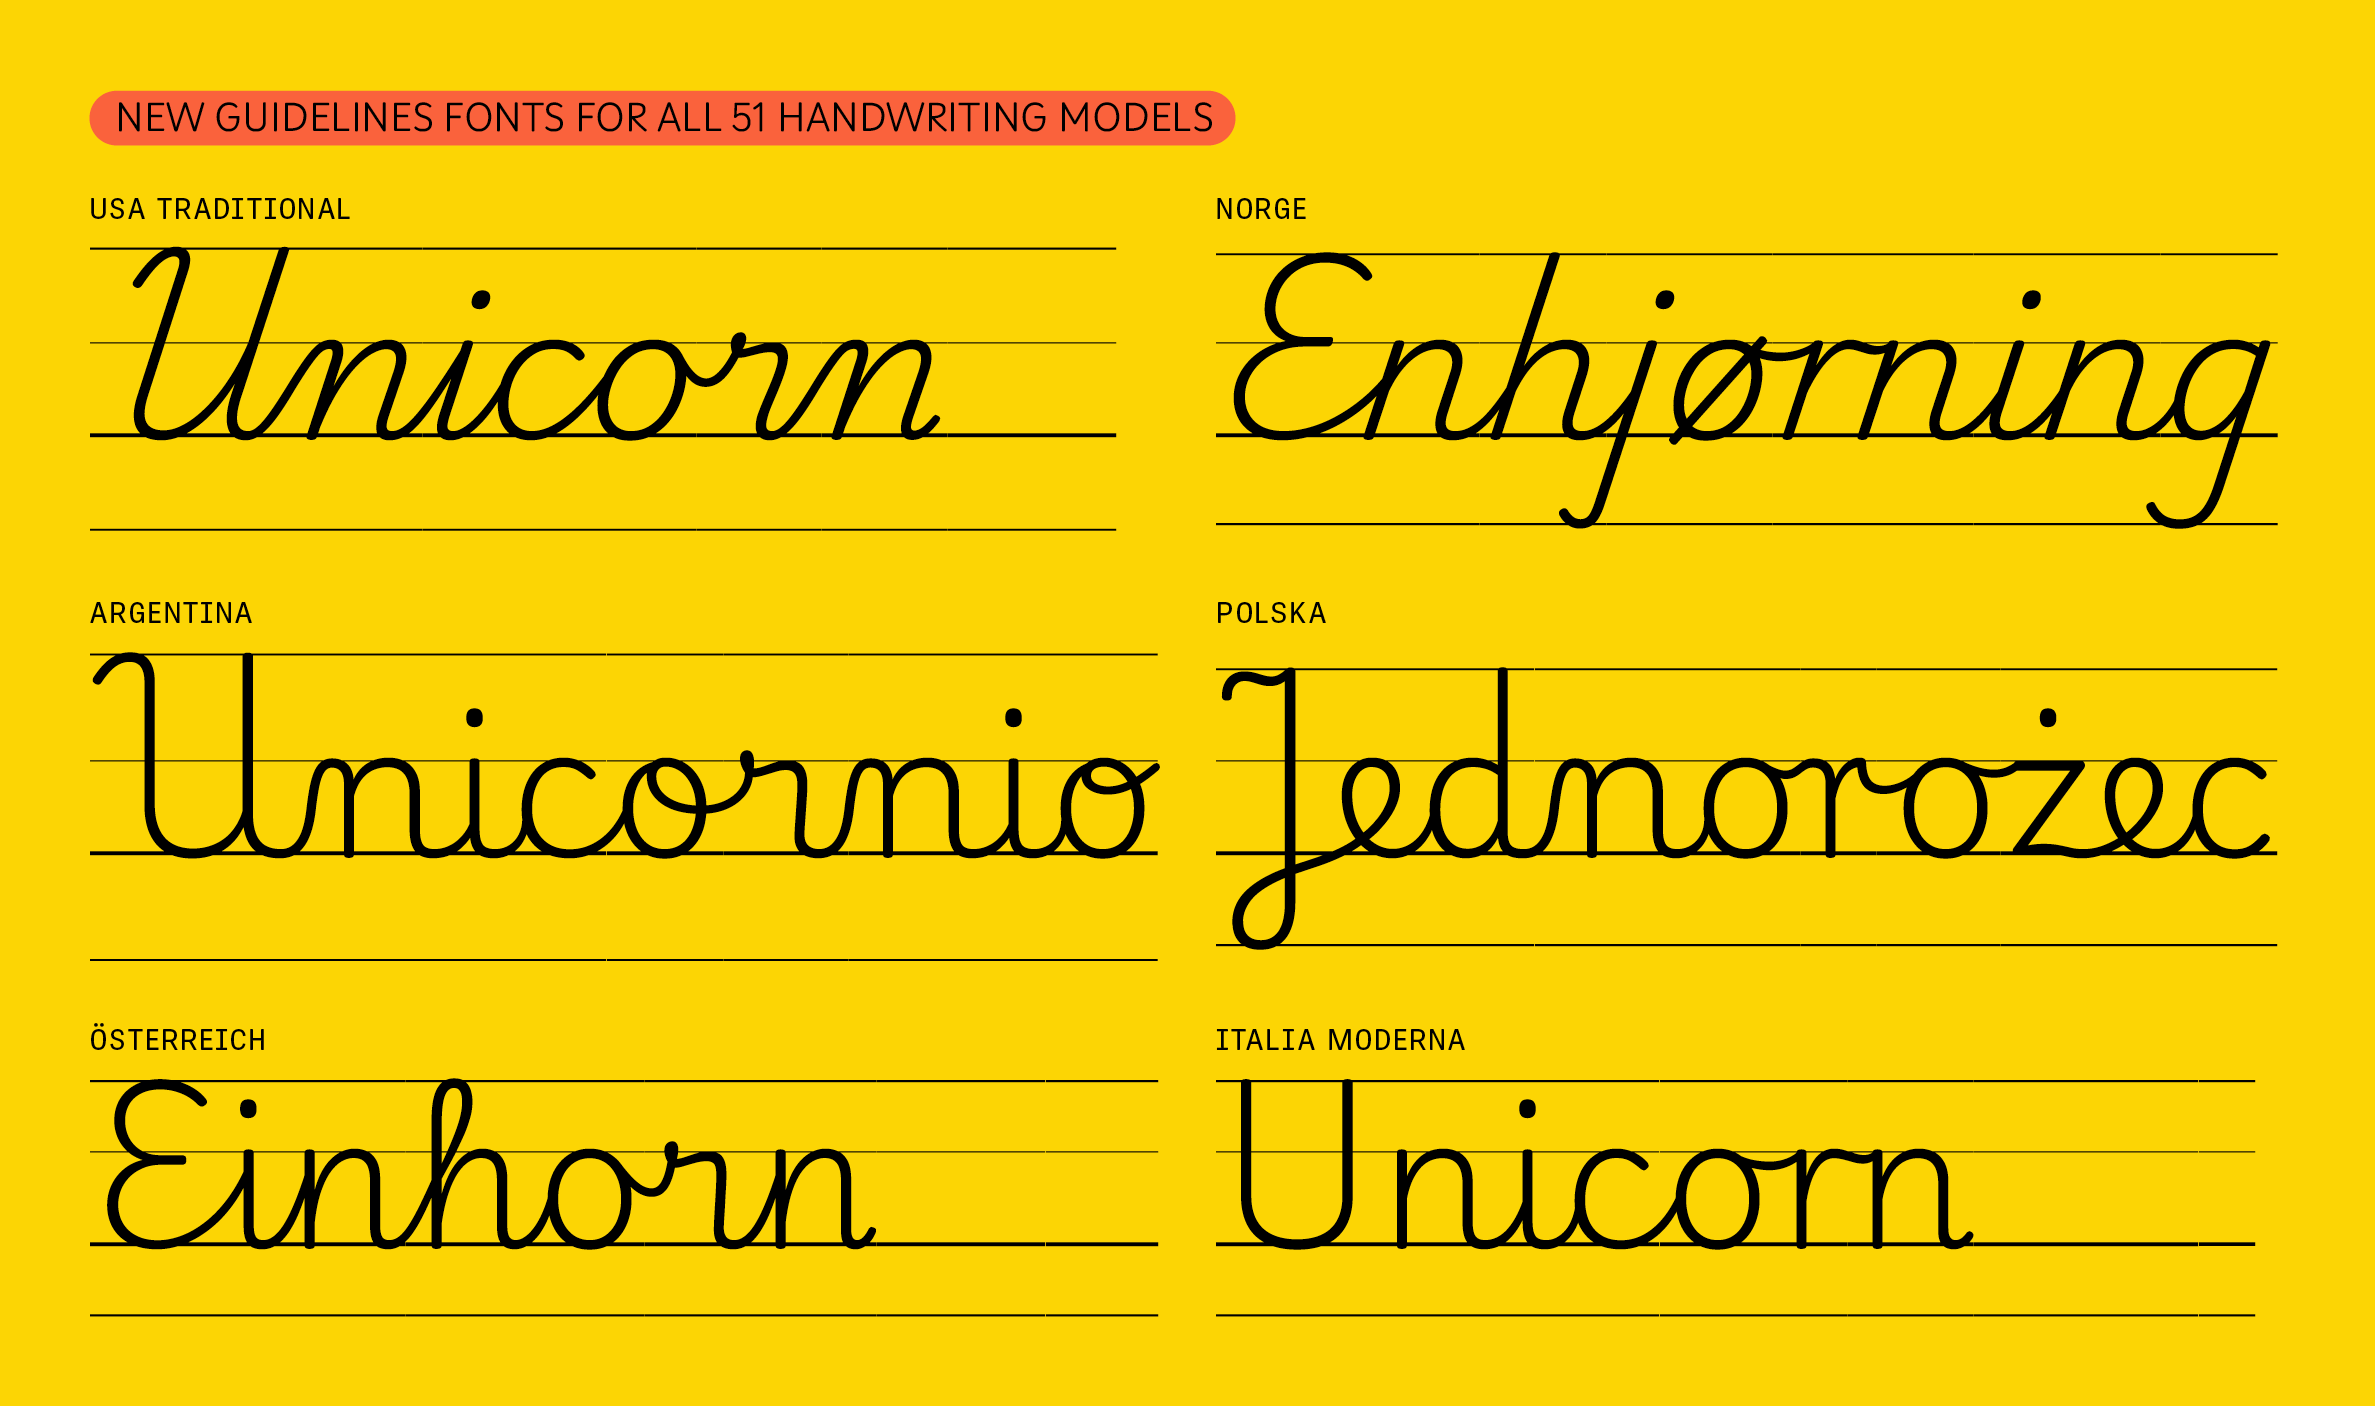 NEW GUIDELINES FONTS FOR ALL 51 HANDWRITING MODELS
USA TRADITIONAL
Unicorn
NORGE
Enhjørning
ARGENTINA
Unicornio
POLSKA
Jednorożec
ÖSTERREICH
Einhorn
ITALIA MODERNA
Unicorn